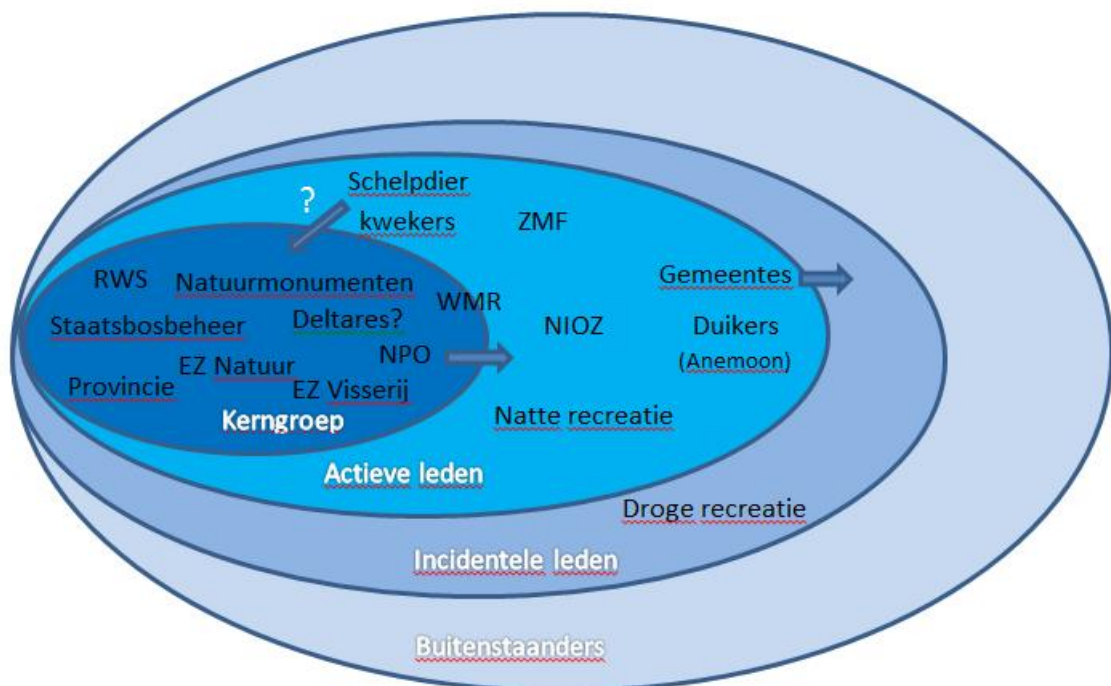 Schelpdier
?
kwekers
ZMF
RWS
Natuurmonumenten
Gemeentes
WMR
Staatsbosbeheer
Deltares?
NIOZ
Duikers
NPO
(Anemoon)
EZ Natuur
Provincie
EZ Visserij
Kerngroep
Natte recreatie
Actieve leden
Droge recreatie
Incidentele leden
Buitenstaanders